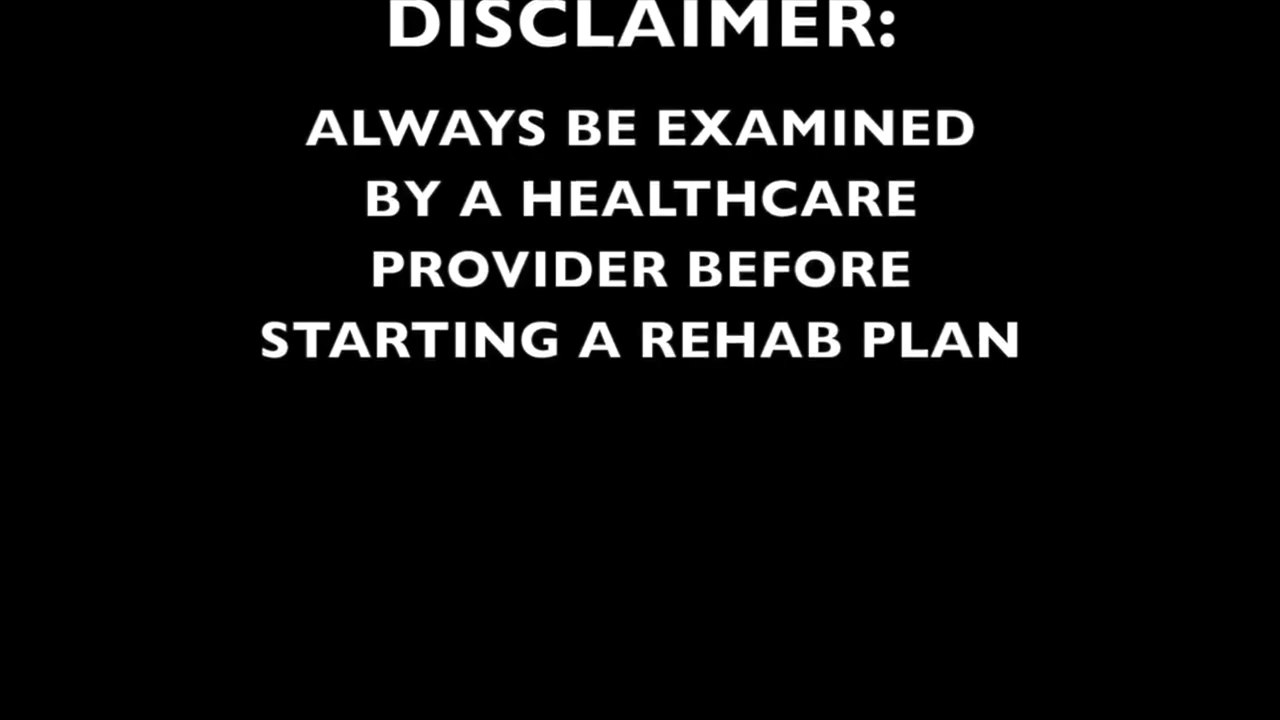 DISCLAIMER:
ALWAYS BE EXAMINED
BY A HEALTHCARE
PROVIDER BEFORE
STARTING A REHAB PLAN